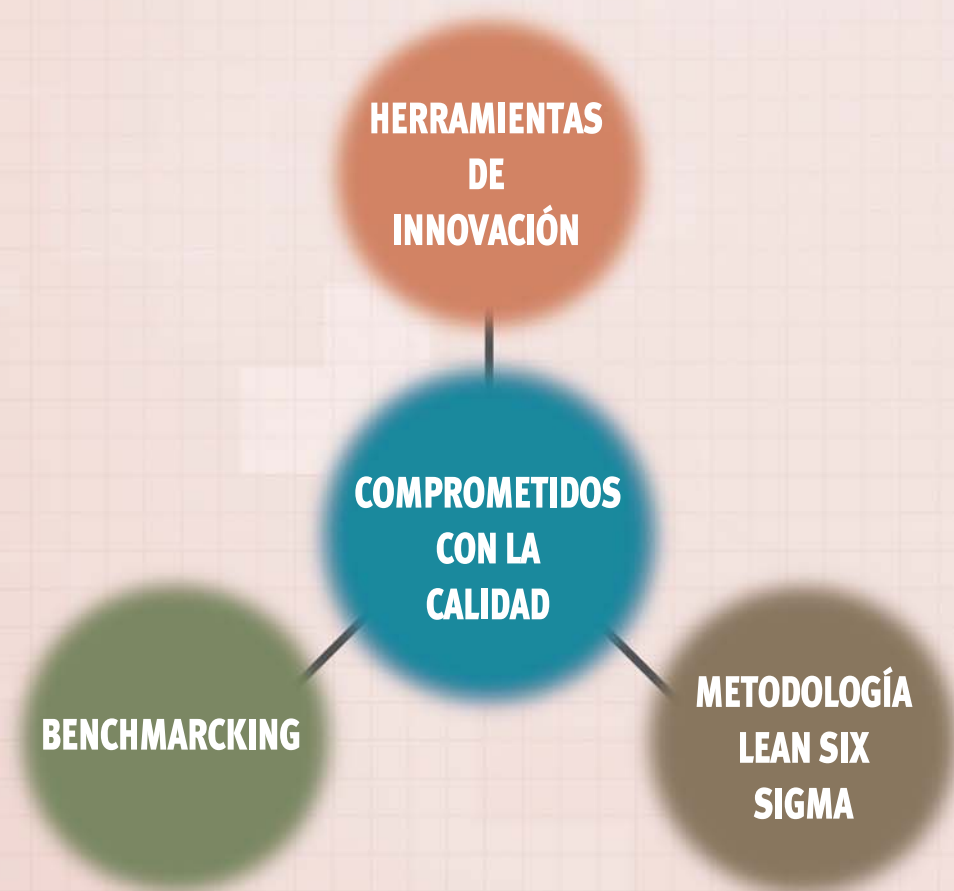 HERRAMIENTAS
DE
INNOVACIÓN
COMPROMETIDOS
CON LA
CALIDAD
BENCHMARCKING
METODOLOGÍA
LEAN SIX
SIGMA